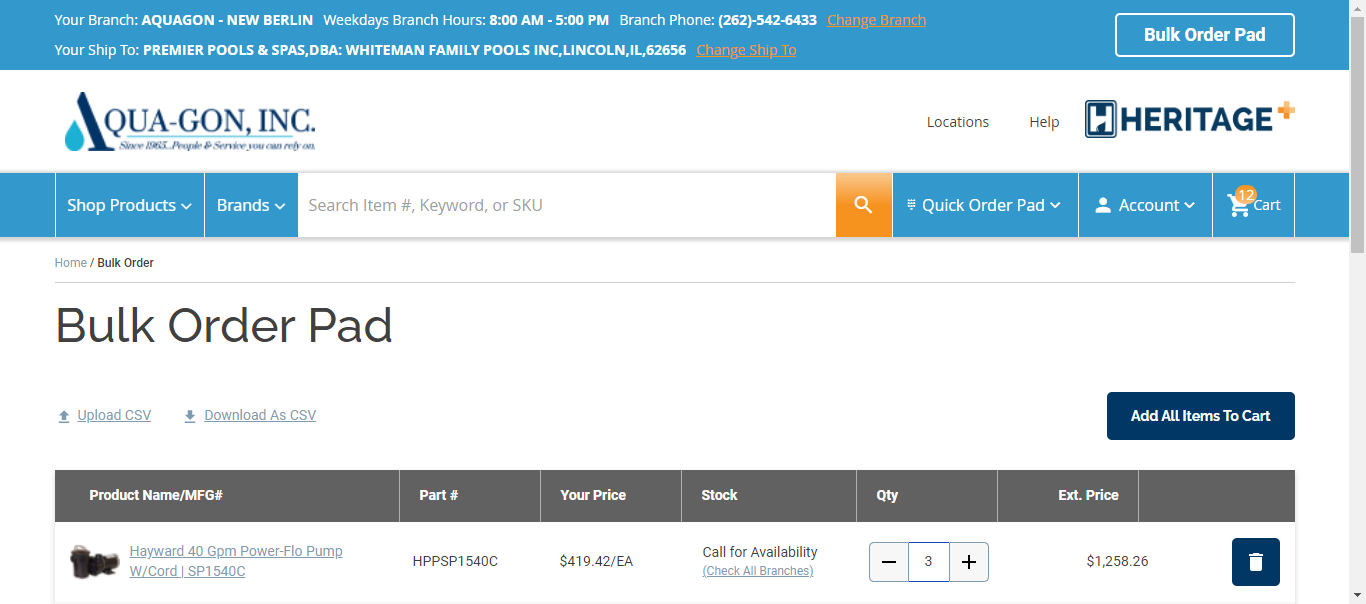 Your Branch: AQUAGON - NEW BERLIN Weekdays Branch Hours: 8:00 AM - 5:00 PM Branch Phone: (262)-542-6433 Change Branch
Your Ship To: PREMIER POOLS & SPAS,DBA: WHITEMAN FAMILY POOLS INC,LINCOLN,IL,62656 Change Ship To
Bulk Order Pad
AQUA-GON, INC.
Since 1965...People & Service you can rely on.
Locations Help HERITAGE+
Shop Products Brands Search Item #, Keyword, or SKU Quick Order Pad Account 12 Cart
Home / Bulk Order
Bulk Order Pad
Upload CSV Download As CSV Add All Items To Cart
Product Name/MFG# Part # Your Price Stock Qty Ext. Price
Hayward 40 Gpm Power-Flo Pump
W/Cord | SP1540C
HPPSP1540C
$419.42/EA
Call for Availability
(Check All Branches)
3
$1,258.26